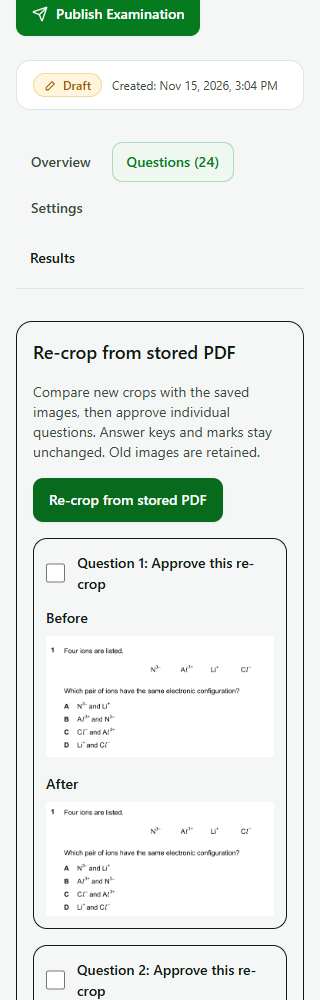 Publish Examination
Draft
Created: Nov 15, 2026, 3:04 PM
Overview
Questions (24)
Settings
Results
Re-crop from stored PDF
Compare new crops with the saved
images, then approve individual
questions. Answer keys and marks stay
unchanged. Old images are retained.
Re-crop from stored PDF
Question 1: Approve this re-
crop
Before
1 Four ions are listed.
N³⁻ Aℓ³⁺ Li⁺ Cℓ⁻
Which pair of ions have the same electronic configuration?
A N³⁻ and Li⁺
B Aℓ³⁺ and N³⁻
C Cℓ⁻ and Aℓ³⁺
D Li⁺ and Cℓ⁻
After
1 Four ions are listed.
N³⁻ Aℓ³⁺ Li⁺ Cℓ⁻
Which pair of ions have the same electronic configuration?
A N³⁻ and Li⁺
B Aℓ³⁺ and N³⁻
C Cℓ⁻ and Aℓ³⁺
D Li⁺ and Cℓ⁻
Question 2: Approve this re-
crop